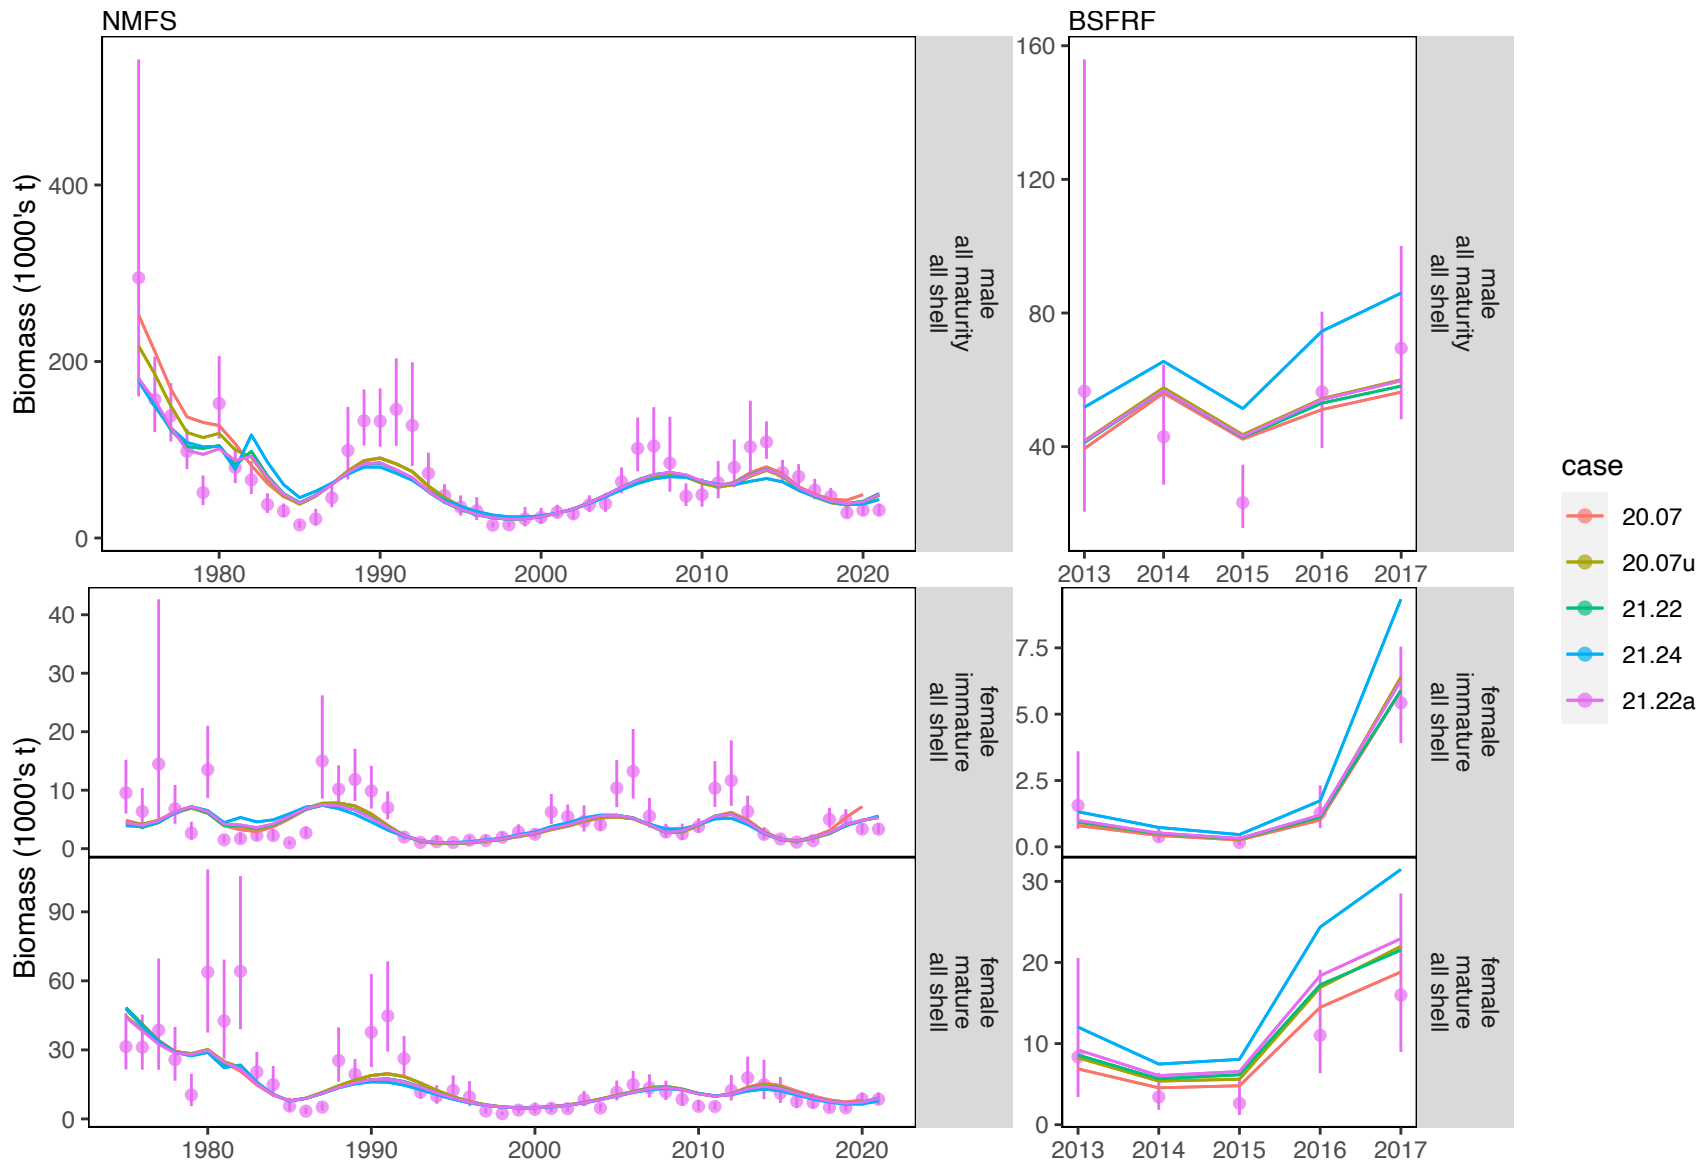 NMFS
BSFRF
Biomass (1000's t)
400
200
0
1980
1990
2000
2010
2020
male
all maturity
all shell
160
120
80
40
2013
2014
2015
2016
2017
male
all maturity
all shell
Biomass (1000's t)
40
30
20
10
0
female
immature
all shell
7.5
5.0
2.5
0.0
female
immature
all shell
90
60
30
0
1980
1990
2000
2010
2020
female
mature
all shell
30
20
10
0
2013
2014
2015
2016
2017
female
mature
all shell
case
20.07
20.07u
21.22
21.24
21.22a